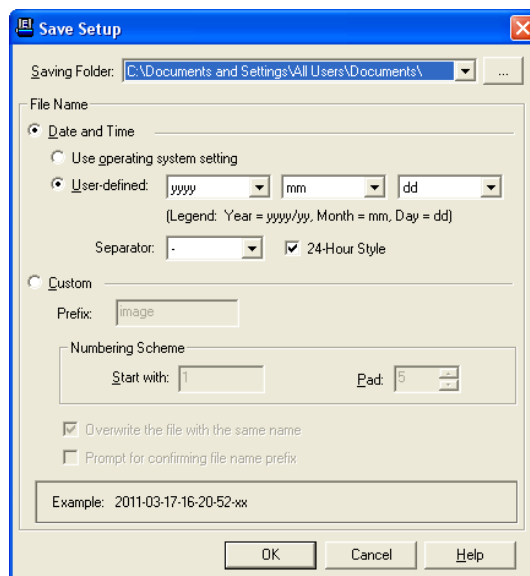 Save Setup
Saving Folder: C:\Documents and Settings\All Users\Documents\ ...
File Name
Date and Time
Use operating system setting
User-defined: yyyy mm dd
(Legend: Year = yyyy/yy, Month = mm, Day = dd)
Separator: - 24-Hour Style
Custom
Prefix: image
Numbering Scheme
Start with: 1 Pad: 5
Overwrite the file with the same name
Prompt for confirming file name prefix
Example: 2011-03-17-16-20-52-xx
OK Cancel Help